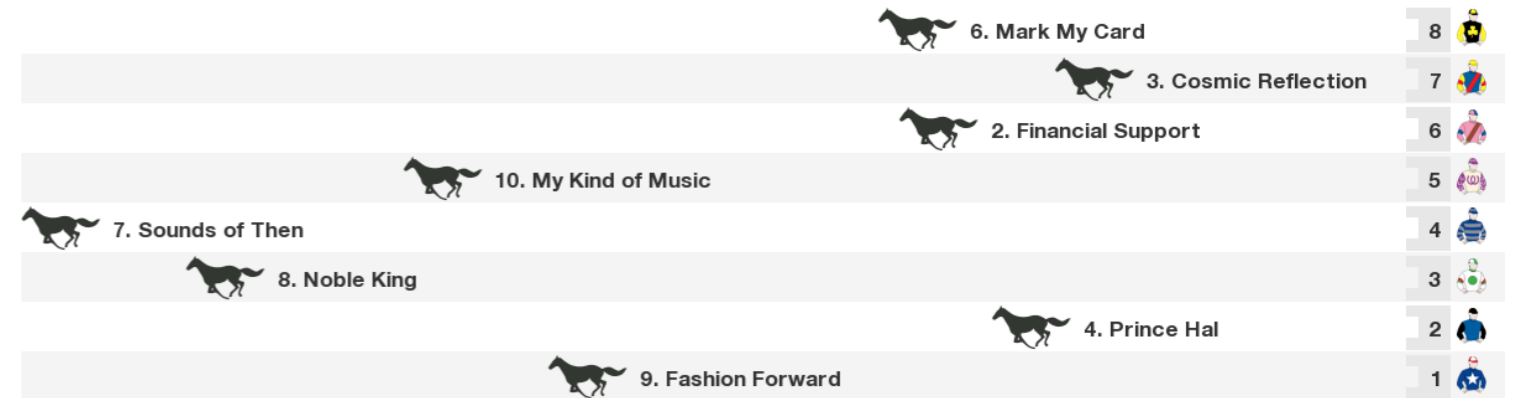 6. Mark My Card 8
3. Cosmic Reflection 7
2. Financial Support 6
10. My Kind of Music 5
7. Sounds of Then 4
8. Noble King 3
4. Prince Hal 2
9. Fashion Forward 1